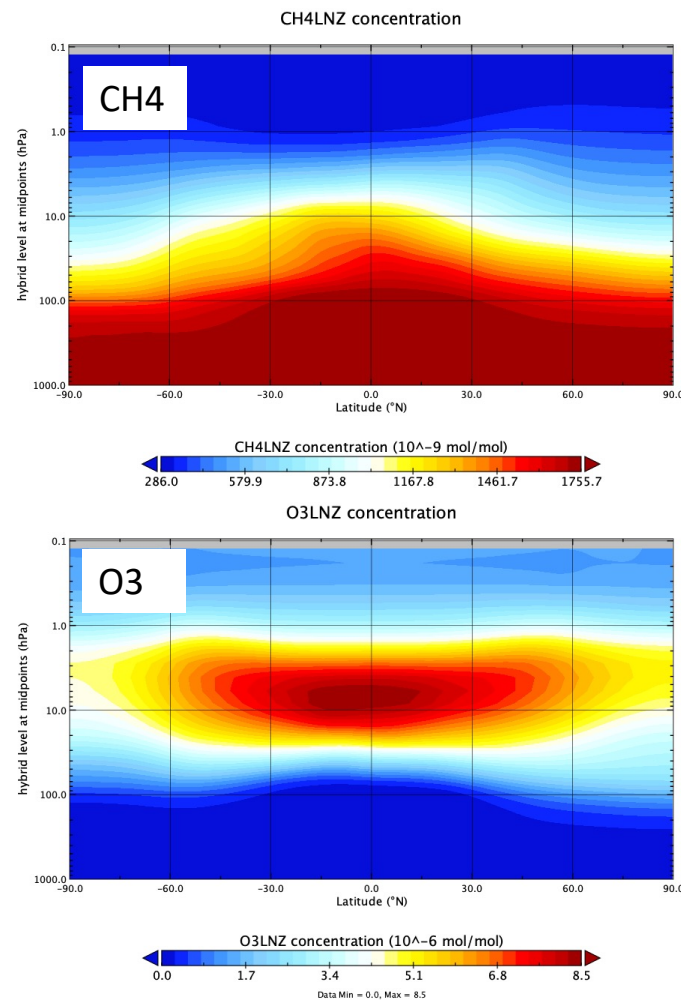 CH4LNZ concentration
CH4
0.1
1.0
10.0
100.0
1000.0
hybrid level at midpoints (hPa)
-90.0 -60.0 -30.0 0.0 30.0 60.0 90.0
Latitude (°N)
CH4LNZ concentration (10^-9 mol/mol)
286.0 579.9 873.8 1167.8 1461.7 1755.7
O3LNZ concentration
O3
0.1
1.0
10.0
100.0
1000.0
hybrid level at midpoints (hPa)
-90.0 -60.0 -30.0 0.0 30.0 60.0 90.0
Latitude (°N)
O3LNZ concentration (10^-6 mol/mol)
0.0 1.7 3.4 5.1 6.8 8.5
Data Min = 0.0, Max = 8.5